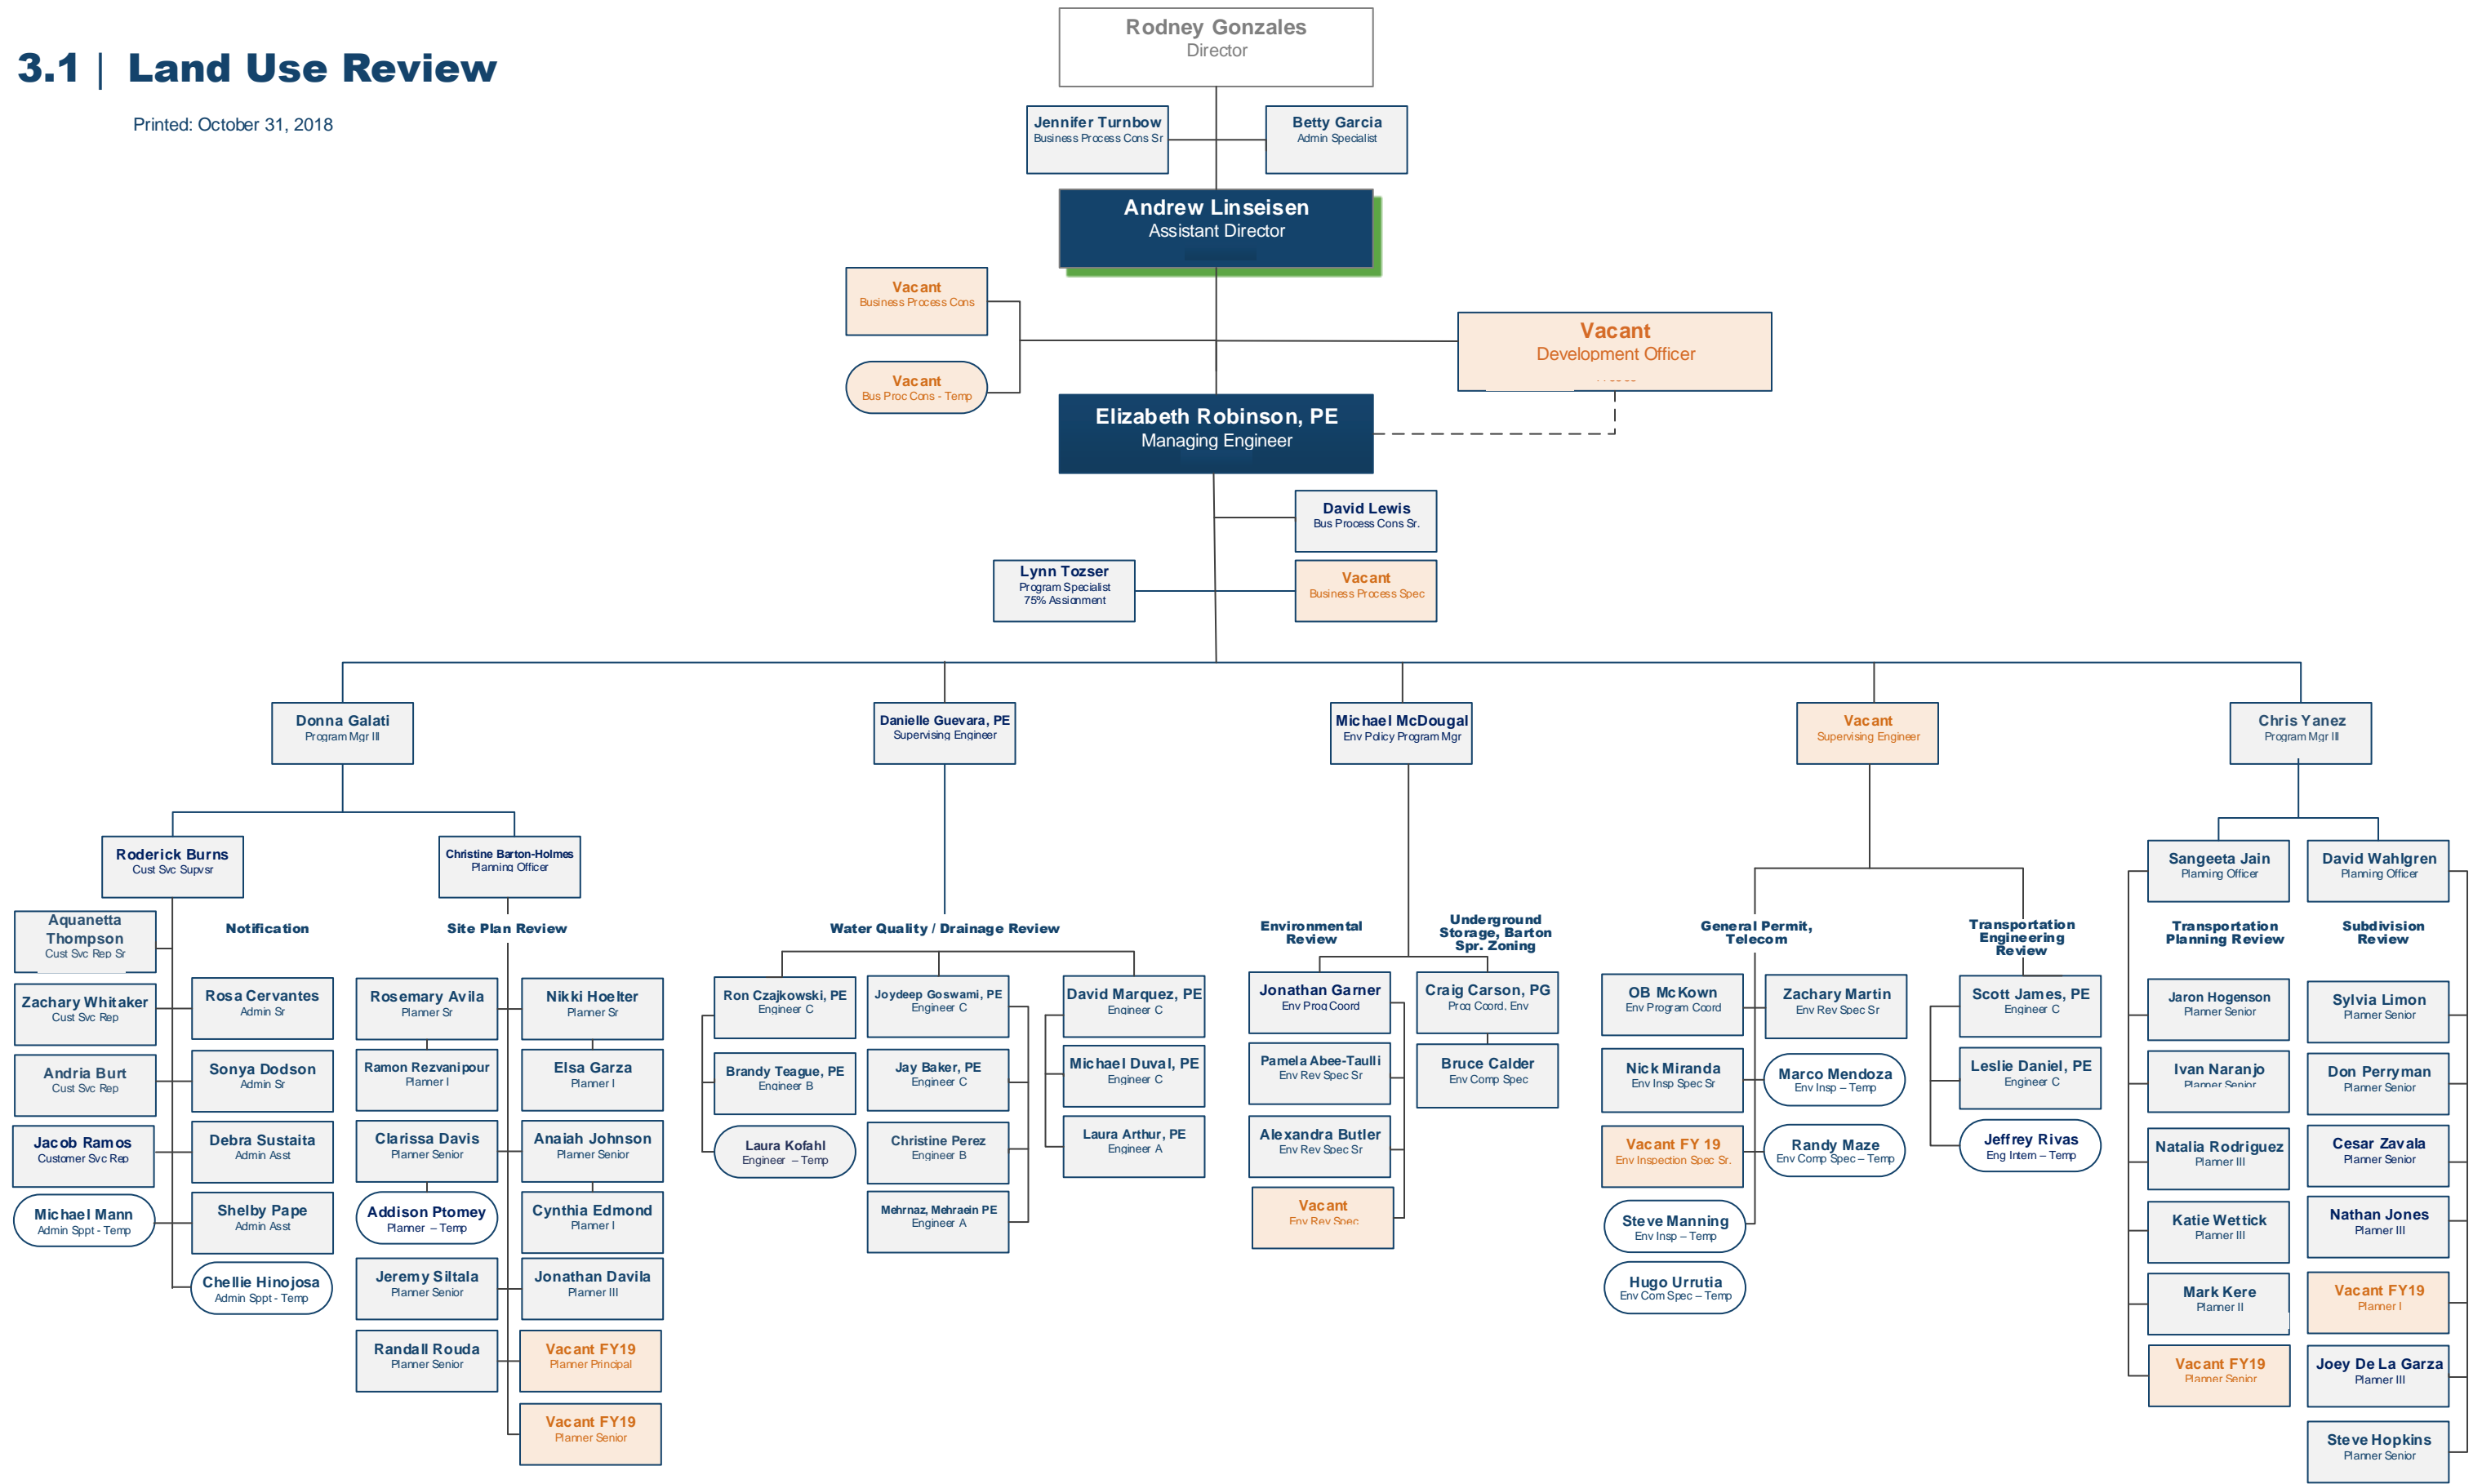 Rodney Gonzales
Director
3.1 | Land Use Review
Printed: October 31, 2018
Jennifer Turnbow
Business Process Cons Sr
Betty Garcia
Admin Specialist
Andrew Linseisen
Assistant Director
Vacant
Business Process Cons
Vacant
Development Officer
Vacant
Bus Proc Cons - Temp
Elizabeth Robinson, PE
Managing Engineer
David Lewis
Bus Process Cons Sr.
Lynn Tozser
Program Specialist
75% Assignment
Vacant
Business Process Spec
Donna Galati
Program Mgr III
Danielle Guevara, PE
Supervising Engineer
Michael McDougal
Env Policy Program Mgr
Vacant
Supervising Engineer
Chris Yanez
Program Mgr III
Roderick Burns
Cust Svc Supvsr
Christine Barton-Holmes
Planning Officer
Sangeeta Jain
Planning Officer
David Wahlgren
Planning Officer
Aquanetta
Thompson
Cust Svc Rep Sr
Zachary Whitaker
Cust Svc Rep
Andria Burt
Cust Svc Rep
Jacob Ramos
Customer Svc Rep
Michael Mann
Admin Sppt - Temp
Notification
Rosa Cervantes
Admin Sr
Sonya Dodson
Admin Sr
Debra Sustaita
Admin Asst
Shelby Pape
Admin Asst
Chellie Hinojosa
Admin Sppt - Temp
Site Plan Review
Rosemary Avila
Planner Sr
Nikki Hoelter
Planner Sr
Ramon Rezvanipour
Planner I
Elsa Garza
Planner I
Clarissa Davis
Planner Senior
Anaiah Johnson
Planner Senior
Addison Ptomey
Planner – Temp
Cynthia Edmond
Planner I
Jeremy Siltala
Planner Senior
Jonathan Davila
Planner III
Randall Rouda
Planner Senior
Vacant FY19
Planner Principal
Vacant FY19
Planner Senior
Water Quality / Drainage Review
Ron Czajkowski, PE
Engineer C
Brandy Teague, PE
Engineer B
Laura Kofahl
Engineer – Temp
Joydeep Goswami, PE
Engineer C
Jay Baker, PE
Engineer C
Christine Perez
Engineer B
Mehrnaz, Mehraein PE
Engineer A
David Marquez, PE
Engineer C
Michael Duval, PE
Engineer C
Laura Arthur, PE
Engineer A
Environmental
Review
Jonathan Garner
Env Prog Coord
Pamela Abee-Taulli
Env Rev Spec Sr
Alexandra Butler
Env Rev Spec Sr
Vacant
Env Rev Spec
Underground
Storage, Barton
Spr. Zoning
Craig Carson, PG
Prog Coord, Env
Bruce Calder
Env Comp Spec
General Permit,
Telecom
OB McKown
Env Program Coord
Zachary Martin
Env Rev Spec Sr
Nick Miranda
Env Insp Spec Sr
Marco Mendoza
Env Insp – Temp
Vacant FY 19
Env Inspection Spec Sr.
Randy Maze
Env Comp Spec – Temp
Steve Manning
Env Insp – Temp
Hugo Urrutia
Env Com Spec – Temp
Transportation
Engineering
Review
Scott James, PE
Engineer C
Leslie Daniel, PE
Engineer C
Jeffrey Rivas
Eng Intern – Temp
Transportation
Planning Review
Jaron Hogenson
Planner Senior
Ivan Naranjo
Planner Senior
Natalia Rodriguez
Planner III
Katie Wettick
Planner III
Mark Kere
Planner II
Vacant FY19
Planner Senior
Subdivision
Review
Sylvia Limon
Planner Senior
Don Perryman
Planner Senior
Cesar Zavala
Planner Senior
Nathan Jones
Planner III
Vacant FY19
Planner I
Joey De La Garza
Planner III
Steve Hopkins
Planner Senior